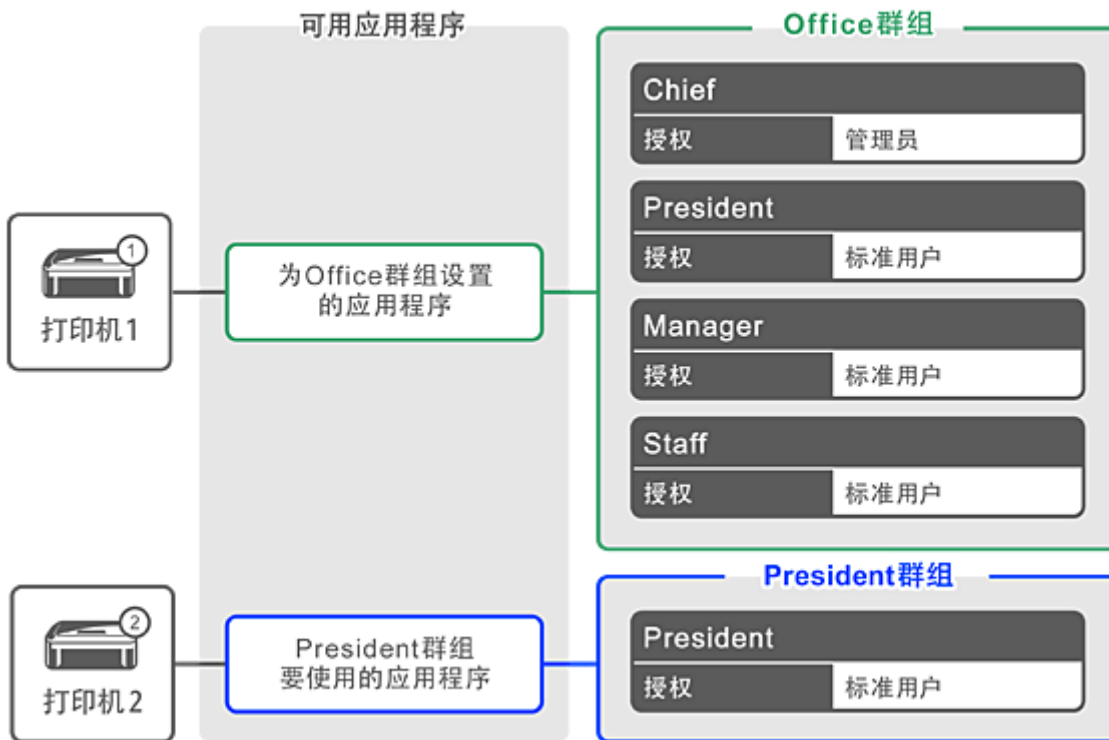 可用应用程序
Office群组
Chief
授权 管理员
President
授权 标准用户
1
打印机1
为Office群组设置
的应用程序
Manager
授权 标准用户
Staff
授权 标准用户
President群组
2
打印机2
President群组
要使用的应用程序
President
授权 标准用户